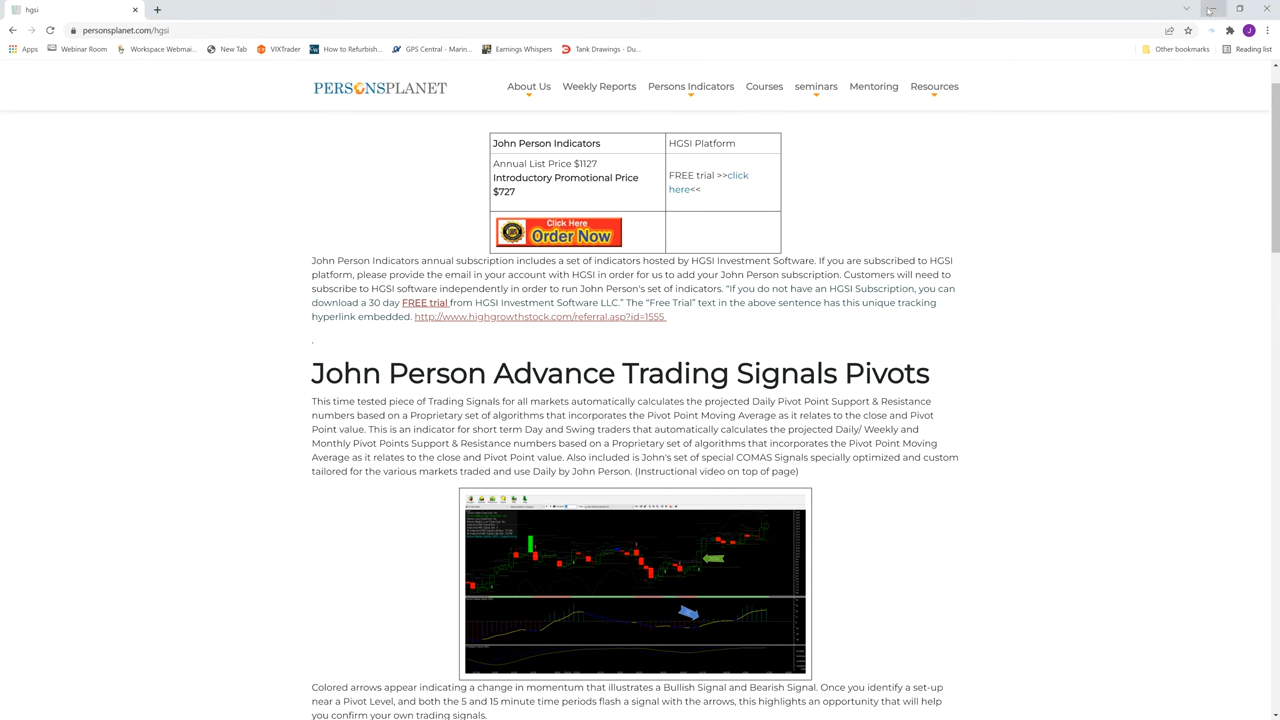 hgsi
personsplanet.com/hgsi
Apps Webinar Room Workspace Webmai... New Tab VIXTrader How to Refurbish... GPS Central - Marin... Earnings Whispers Tank Drawings - Du... Other bookmarks Reading list
PERSONSPLANET About Us Weekly Reports Persons Indicators Courses seminars Mentoring Resources
John Person Indicators HGSI Platform
Annual List Price $1127
Introductory Promotional Price
$727
FREE trial >>click
here<<
Click Here
Order Now
John Person Indicators annual subscription includes a set of indicators hosted by HGSI Investment Software. If you are subscribed to HGSI
platform, please provide the email in your account with HGSI in order for us to add your John Person subscription. Customers will need to
subscribe to HGSI software independently in order to run John Person's set of indicators. "If you do not have an HGSI Subscription, you can
download a 30 day FREE trial from HGSI Investment Software LLC." The "Free Trial" text in the above sentence has this unique tracking
hyperlink embedded. http://www.highgrowthstock.com/referral.asp?id=1555
.
John Person Advance Trading Signals Pivots
This time tested piece of Trading Signals for all markets automatically calculates the projected Daily Pivot Point Support & Resistance
numbers based on a Proprietary set of algorithms that incorporates the Pivot Point Moving Average as it relates to the close and Pivot
Point value. This is an indicator for short term Day and Swing traders that automatically calculates the projected Daily/ Weekly and
Monthly Pivot Points Support & Resistance numbers based on a Proprietary set of algorithms that incorporates the Pivot Point Moving
Average as it relates to the close and Pivot Point value. Also included is John's set of special COMAS Signals specially optimized and custom
tailored for the various markets traded and use Daily by John Person. (Instructional video on top of page)
Colored arrows appear indicating a change in momentum that illustrates a Bullish Signal and Bearish Signal. Once you identify a set-up
near a Pivot Level, and both the 5 and 15 minute time periods flash a signal with the arrows, this highlights an opportunity that will help
you confirm your own trading signals.